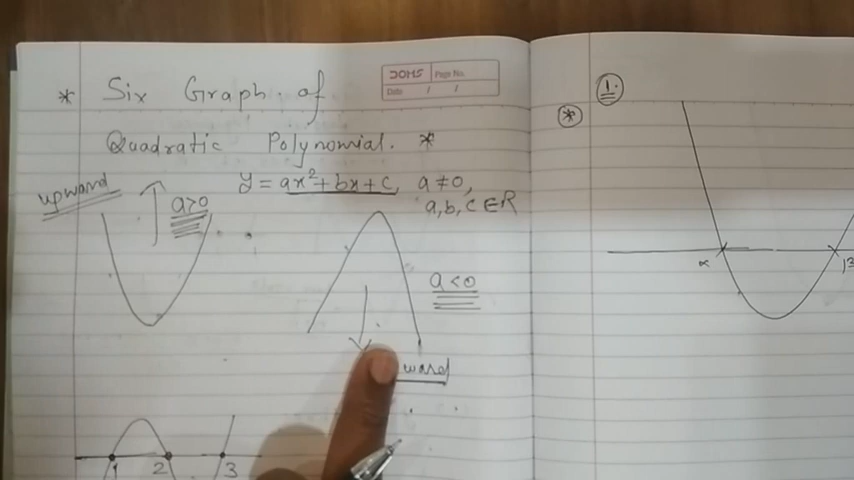 * Six Graph of
DOMS Page No.
Date / /
Quadratic Polynomial. *
y = ax²+bx+c, a ≠ 0,
a, b, c ∈ R
upward
a>0
a<0
ward
1 2 3
1.
*
α β